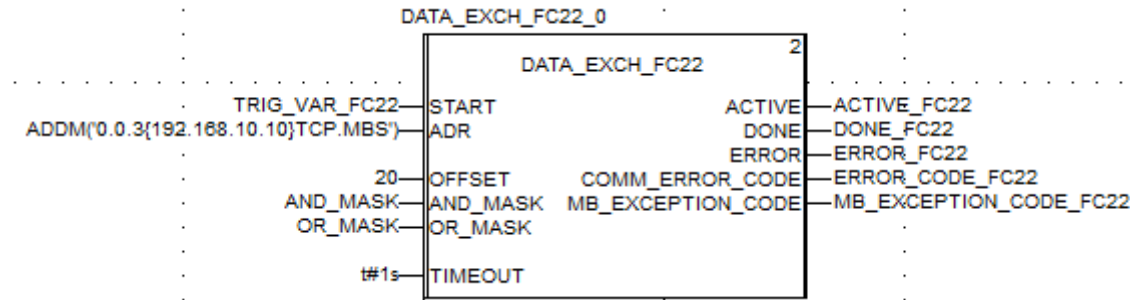 DATA_EXCH_FC22_0
2
DATA_EXCH_FC22
TRIG_VAR_FC22 START ACTIVE ACTIVE_FC22
ADDM('0.0.3{192.168.10.10}TCP.MBS') ADR DONE DONE_FC22
ERROR ERROR_FC22
20 OFFSET COMM_ERROR_CODE ERROR_CODE_FC22
AND_MASK AND_MASK MB_EXCEPTION_CODE MB_EXCEPTION_CODE_FC22
OR_MASK OR_MASK
t#1s TIMEOUT